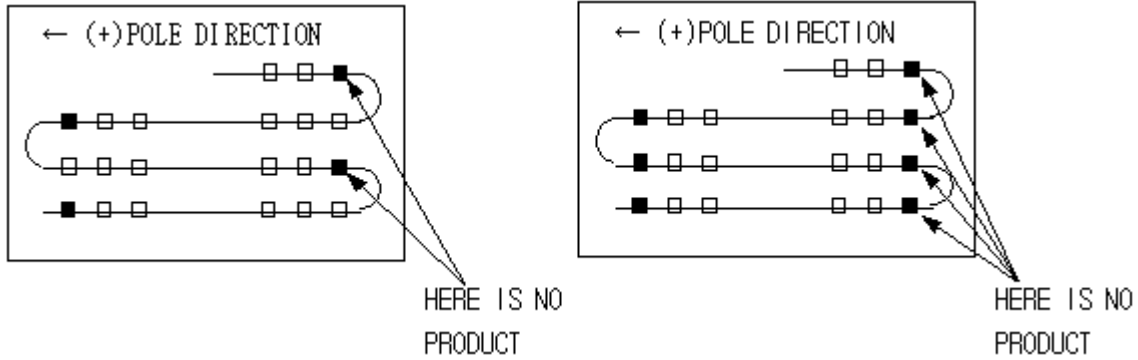 ← (+)POLE DIRECTION
HERE IS NO
PRODUCT
← (+)POLE DIRECTION
HERE IS NO
PRODUCT